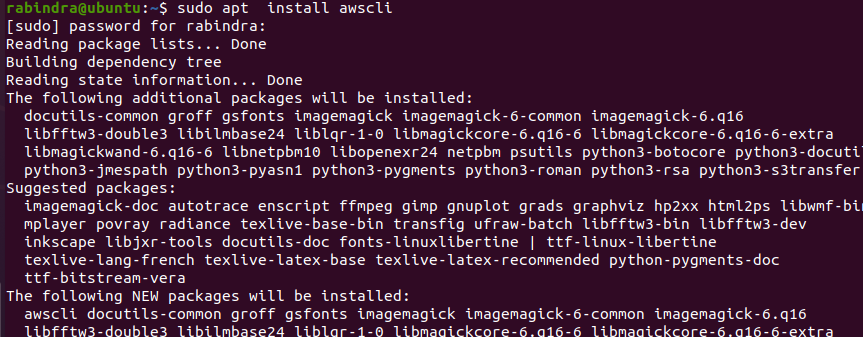 rabindra@ubuntu:~$ sudo apt  install awscli
[sudo] password for rabindra:
Reading package lists... Done
Building dependency tree
Reading state information... Done
The following additional packages will be installed:
  docutils-common groff gsfonts imagemagick imagemagick-6-common imagemagick-6.q16
  libfftw3-double3 libilmbase24 liblqr-1-0 libmagickcore-6.q16-6 libmagickcore-6.q16-6-extra
  libmagickwand-6.q16-6 libnetpbm10 libopenexr24 netpbm psutils python3-botocore python3-docutil
  python3-jmespath python3-pyasn1 python3-pygments python3-roman python3-rsa python3-s3transfer
Suggested packages:
  imagemagick-doc autotrace enscript ffmpeg gimp gnuplot grads graphviz hp2xx html2ps libwmf-bin
  mplayer povray radiance texlive-base-bin transfig ufraw-batch libfftw3-bin libfftw3-dev
  inkscape libjxr-tools docutils-doc fonts-linuxlibertine | ttf-linux-libertine
  texlive-lang-french texlive-latex-base texlive-latex-recommended python-pygments-doc
  ttf-bitstream-vera
The following NEW packages will be installed:
  awscli docutils-common groff gsfonts imagemagick imagemagick-6-common imagemagick-6.q16
  libfftw3-double3 libilmbase24 liblqr-1-0 libmagickcore-6.q16-6 libmagickcore-6.q16-6-extra